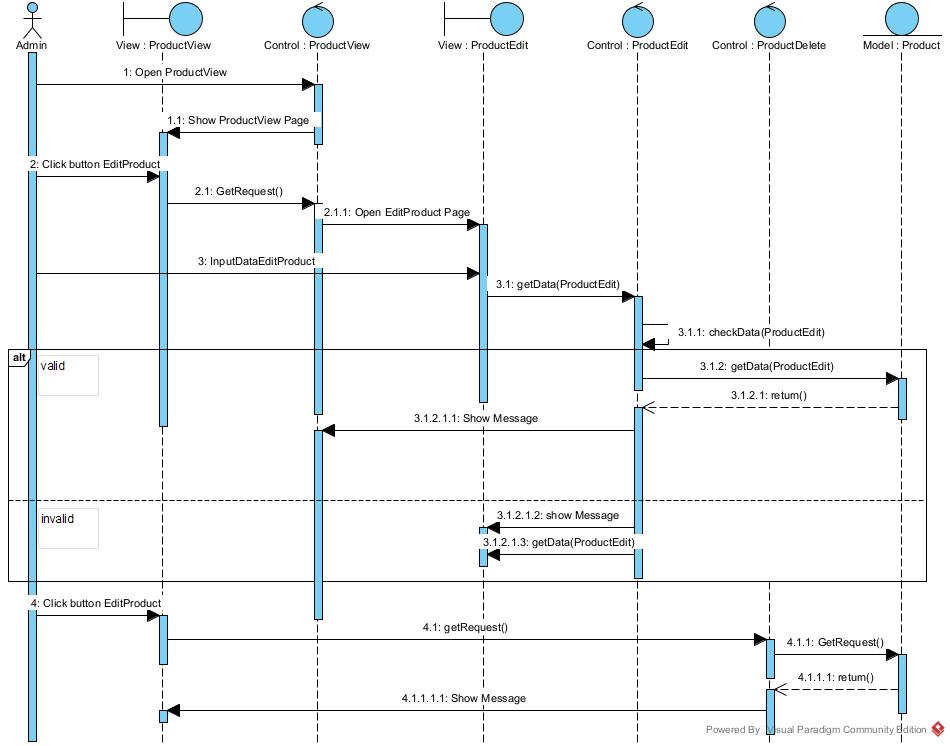 Admin
View : ProductView
Control : ProductView
View : ProductEdit
Control : ProductEdit
Control : ProductDelete
Model : Product
1: Open ProductView
1.1: Show ProductView Page
2: Click button EditProduct
2.1: GetRequest()
2.1.1: Open EditProduct Page
3: InputDataEditProduct
3.1: getData(ProductEdit)
3.1.1: checkData(ProductEdit)
alt
valid
3.1.2: getData(ProductEdit)
3.1.2.1: return()
3.1.2.1.1: Show Message
invalid
3.1.2.1.2: show Message
3.1.2.1.3: getData(ProductEdit)
4: Click button EditProduct
4.1: getRequest()
4.1.1: GetRequest()
4.1.1.1: return()
4.1.1.1.1: Show Message
Powered By: Visual Paradigm Community Edition